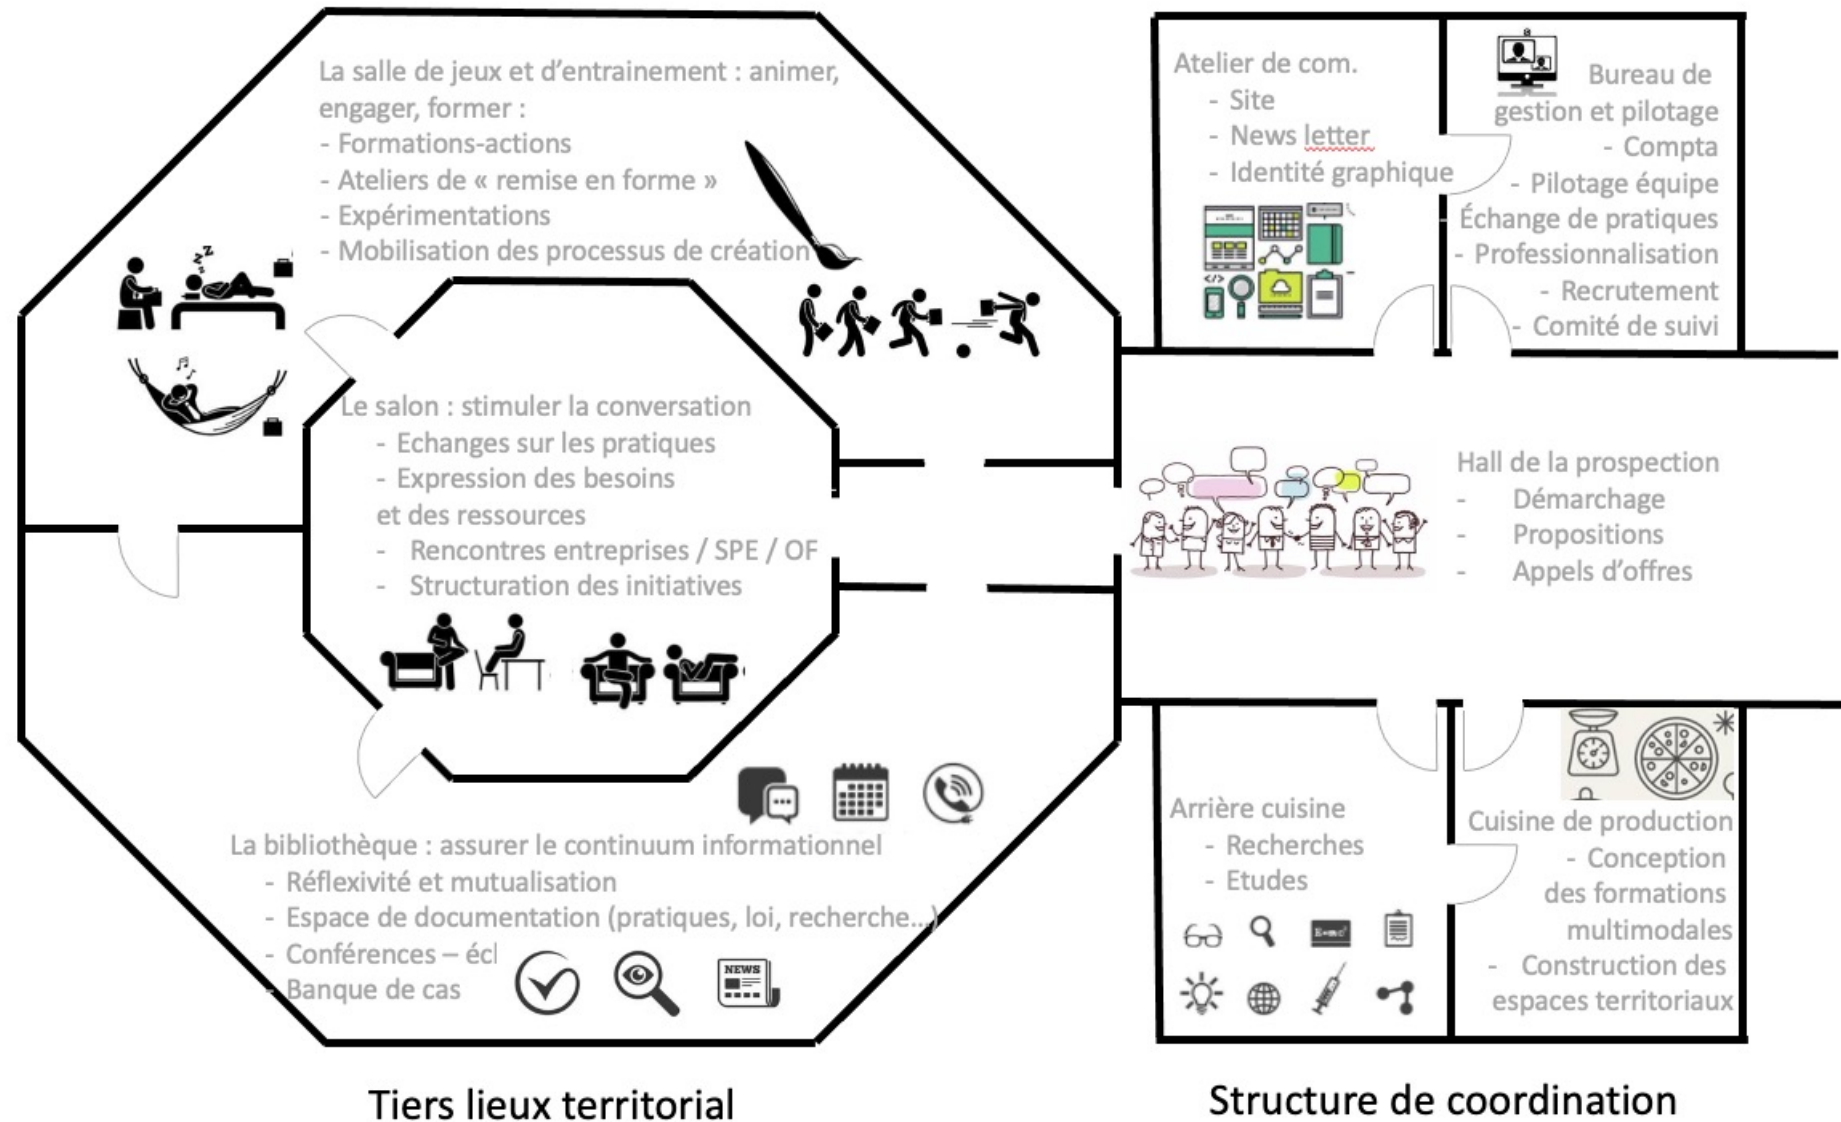 La salle de jeux et d’entrainement : animer,
engager, former :
- Formations-actions
- Ateliers de « remise en forme »
- Expérimentations
- Mobilisation des processus de création
Le salon : stimuler la conversation
- Echanges sur les pratiques
- Expression des besoins
et des ressources
- Rencontres entreprises / SPE / OF
- Structuration des initiatives
La bibliothèque : assurer le continuum informationnel
- Réflexivité et mutualisation
- Espace de documentation (pratiques, loi, recherche…)
- Conférences –
- Banque de cas
NEWS
Tiers lieux territorial
Atelier de com.
- Site
- News letter
- Identité graphique
Bureau de
gestion et pilotage
- Compta
- Pilotage équipe
- Échange de pratiques
- Professionnalisation
- Recrutement
- Comité de suivi
Hall de la prospection
- Démarchage
- Propositions
- Appels d’offres
Arrière cuisine
- Recherches
- Etudes
E=mc²
Cuisine de production
- Conception
des formations
multimodales
- Construction des
espaces territoriaux
Structure de coordination